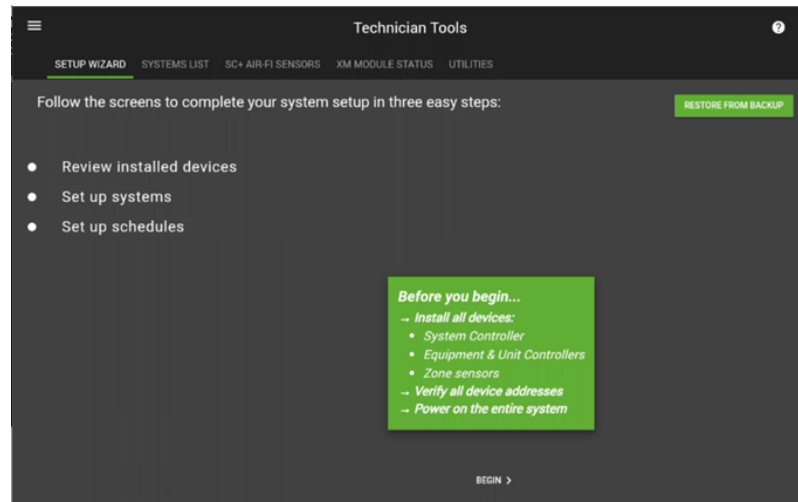 Technician Tools
?
SETUP WIZARD SYSTEMS LIST SC+ AIR-FI SENSORS XM MODULE STATUS UTILITIES
Follow the screens to complete your system setup in three easy steps:
RESTORE FROM BACKUP
● Review installed devices
● Set up systems
● Set up schedules
Before you begin...
→ Install all devices:
• System Controller
• Equipment & Unit Controllers
• Zone sensors
→ Verify all device addresses
→ Power on the entire system
BEGIN >